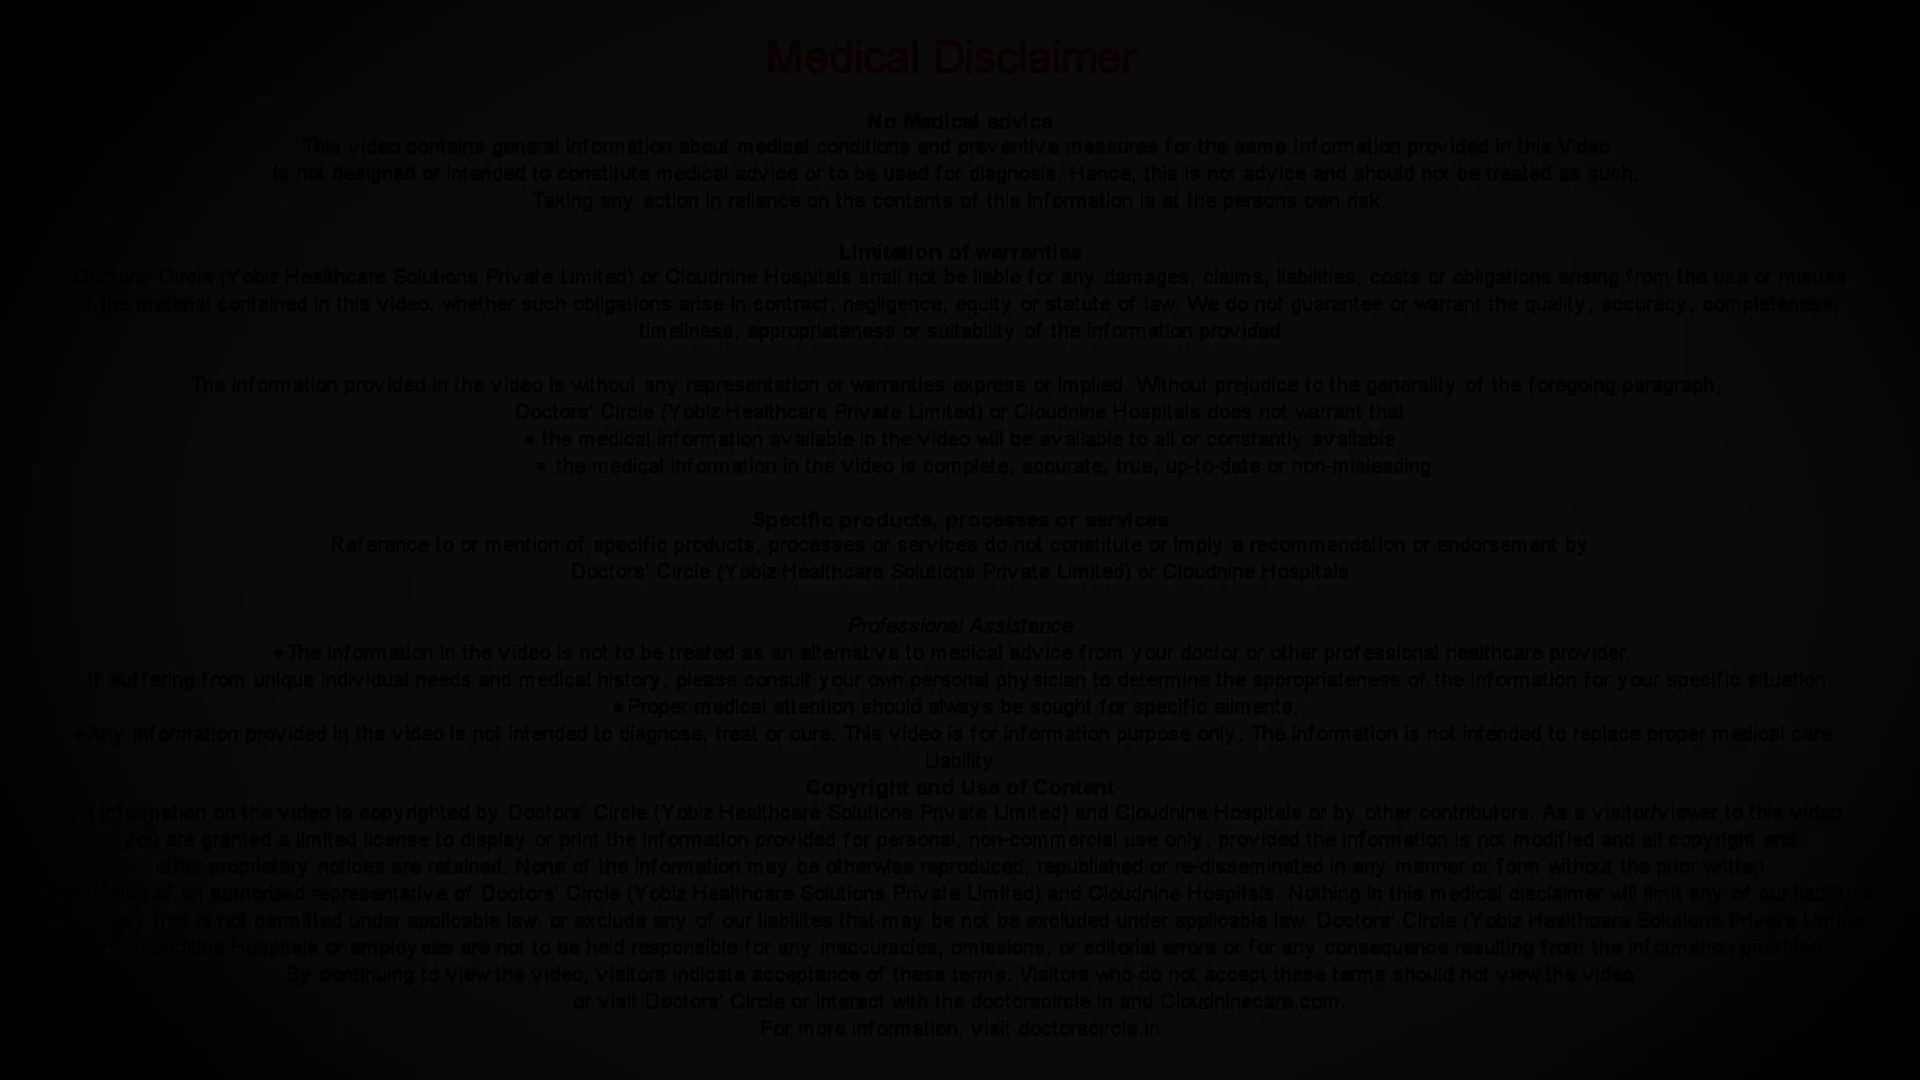 Medical Disclaimer
No Medical advice
This video contains general information about medical conditions and preventive measures for the same.Information provided in this Video
is not designed or intended to constitute medical advice or to be used for diagnosis. Hence, this is not advice and should not be treated as such.
Taking any action in reliance on the contents of this information is at the persons own risk.
Limitation of warranties
Doctors' Circle (Yobiz Healthcare Solutions Private Limited) or Cloudnine Hospitals shall not be liable for any damages, claims, liabilities, costs or obligations arising from the use or misuse
of the material contained in this video, whether such obligations arise in contract, negligence, equity or statute of law. We do not guarantee or warrant the quality, accuracy, completeness,
timeliness, appropriateness or suitability of the information provided
The information provided in the video is without any representation or warranties express or implied. Without prejudice to the generality of the foregoing paragraph,
Doctors' Circle (Yobiz Healthcare Private Limited) or Cloudnine Hospitals does not warrant that
• the medical information available in the video will be available to all or constantly available
• the medical information in the video is complete, accurate, true, up-to-date or non-misleading
Specific products, processes or services
Reference to or mention of specific products, processes or services do not constitute or imply a recommendation or endorsement by
Doctors' Circle (Yobiz Healthcare Solutions Private Limited) or Cloudnine Hospitals
Professional Assistance
•The information in the video is not to be treated as an alternative to medical advice from your doctor or other professional healthcare provider.
If suffering from unique individual needs and medical history, please consult your own personal physician to determine the appropriateness of the information for your specific situation.
•Proper medical attention should always be sought for specific ailments.
•Any information provided in the video is not intended to diagnose, treat or cure. This video is for information purpose only. The information is not intended to replace proper medical care.
Liability
Copyright and Use of Content
All information on the video is copyrighted by Doctors' Circle (Yobiz Healthcare Solutions Private Limited) and Cloudnine Hospitals or by other contributors. As a visitor/viewer to this video,
you are granted a limited license to display or print the information provided for personal, non-commercial use only, provided the information is not modified and all copyright and
other proprietary notices are retained. None of the information may be otherwise reproduced, republished or re-disseminated in any manner or form without the prior written
of an authorized representative of Doctors' Circle (Yobiz Healthcare Solutions Private Limited) and Cloudnine Hospitals. Nothing in this medical disclaimer will limit any of our liabilities
in any way that is not permitted under applicable law, or exclude any of our liabilites that may be not be excluded under applicable law. Doctors' Circle (Yobiz Healthcare Solutions Private Limited)
and Cloudnine Hospitals or employees are not to be held responsible for any inaccuracies, omissions, or editorial errors or for any consequence resulting from the information provided.
By continuing to view the video, visitors indicate acceptance of these terms. Visitors who do not accept these terms should not view the video
or visit Doctors' Circle or interact with the doctorscircle.in and Cloudninecare.com.
For more information, visit doctorscircle.in